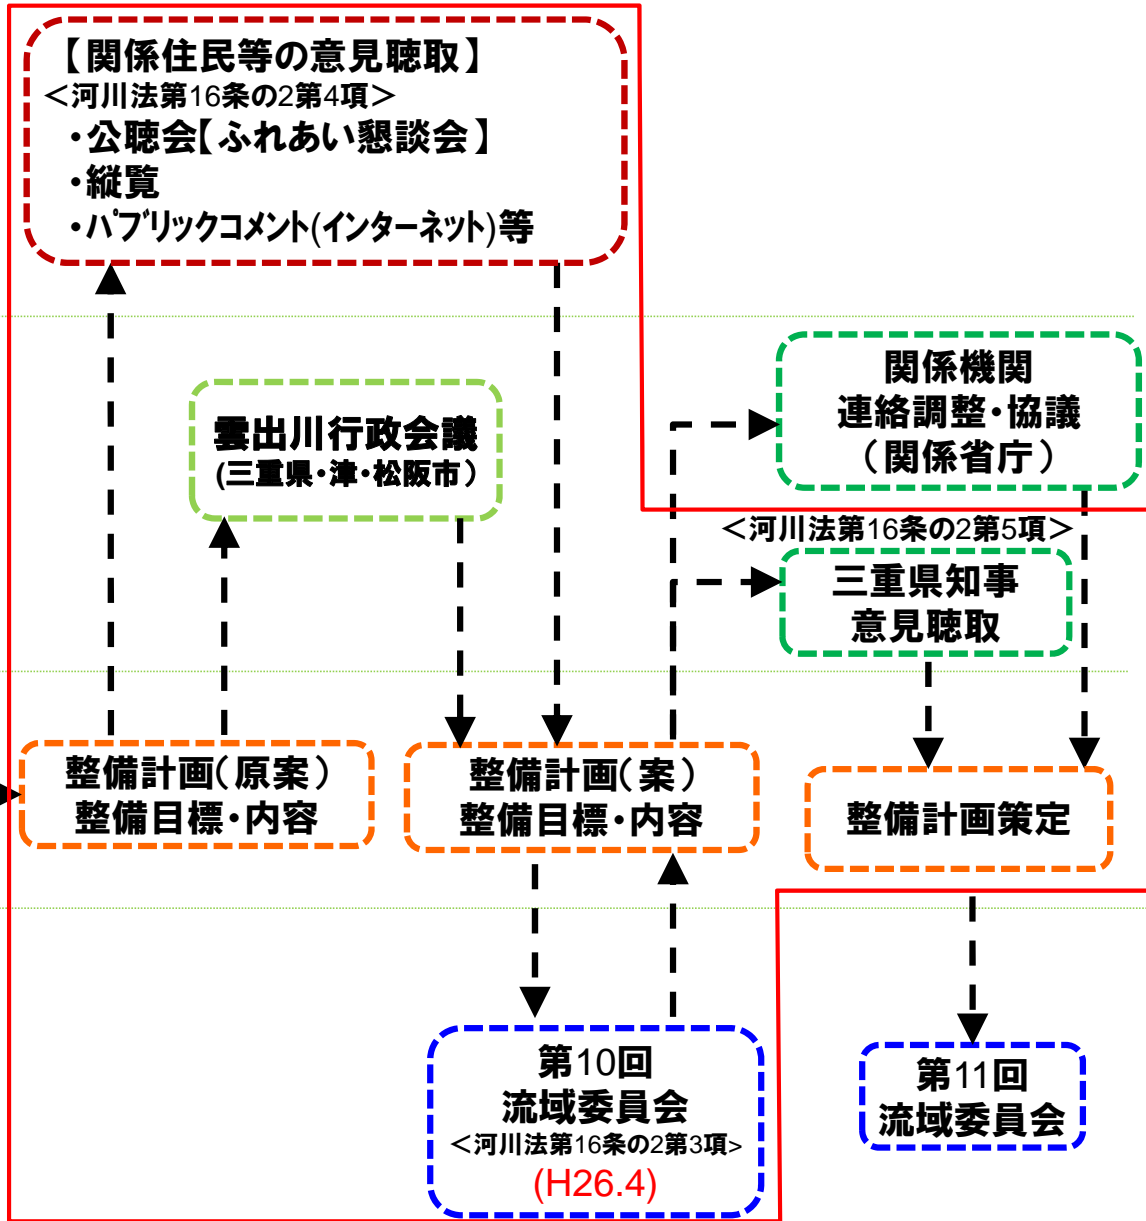 【関係住民等の意見聴取】
＜河川法第16条の2第4項＞
・公聴会【ふれあい懇談会】
・縦覧
・パブリックコメント(インターネット)等
関係機関
連絡調整・協議
（関係省庁）
雲出川行政会議
(三重県・津・松阪市）
＜河川法第16条の2第5項＞
三重県知事
意見聴取
整備計画（原案）
整備目標・内容
整備計画（案）
整備目標・内容
整備計画策定
第10回
流域委員会
＜河川法第16条の2第3項>
(H26.4)
第11回
流域委員会